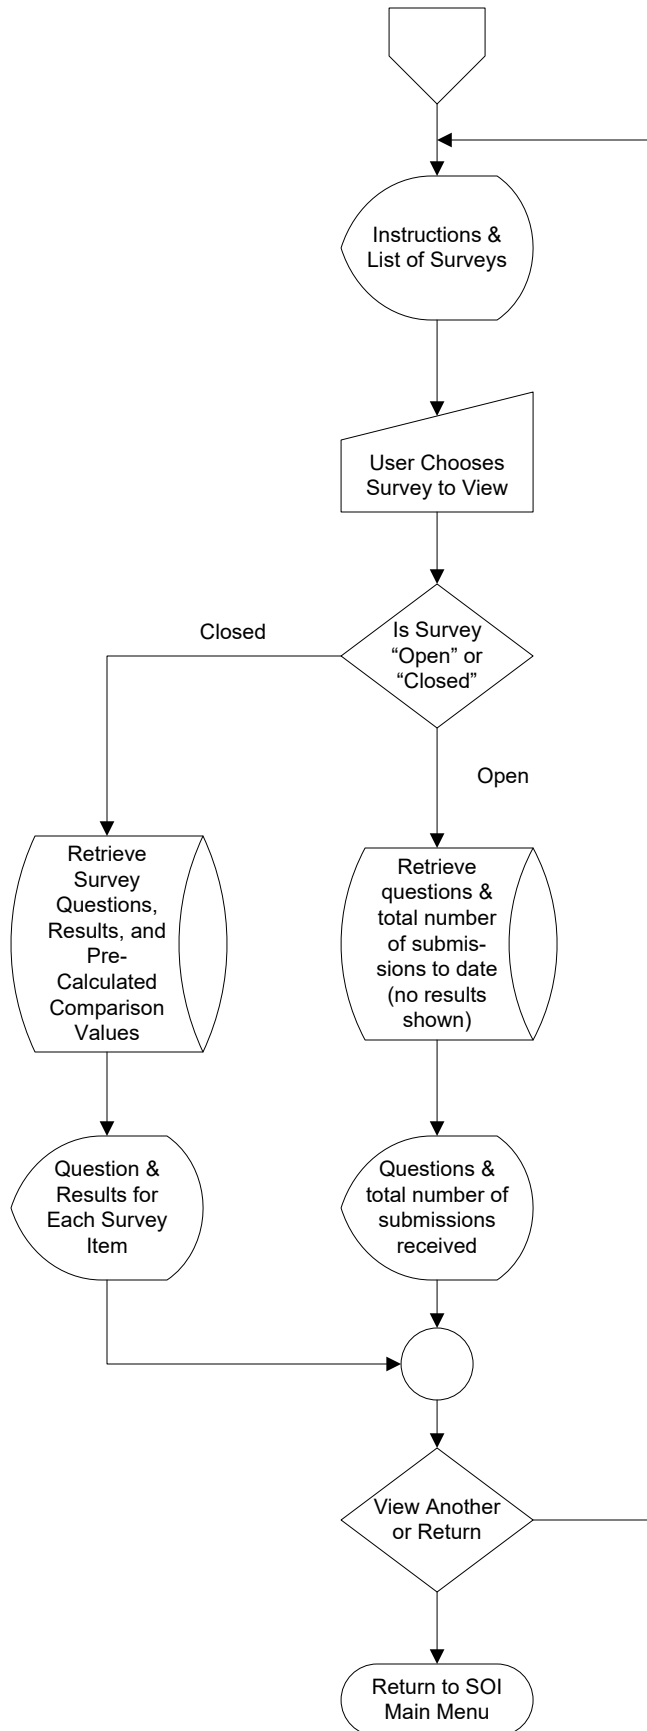 Instructions &
List of Surveys
User Chooses
Survey to View
Is Survey
“Open” or
“Closed”
Closed
Open
Retrieve
Survey
Questions,
Results, and
Pre-
Calculated
Comparison
Values
Retrieve
questions &
total number
of submis-
sions to date
(no results
shown)
Question &
Results for
Each Survey
Item
Questions &
total number of
submissions
received
View Another
or Return
Return to SOI
Main Menu